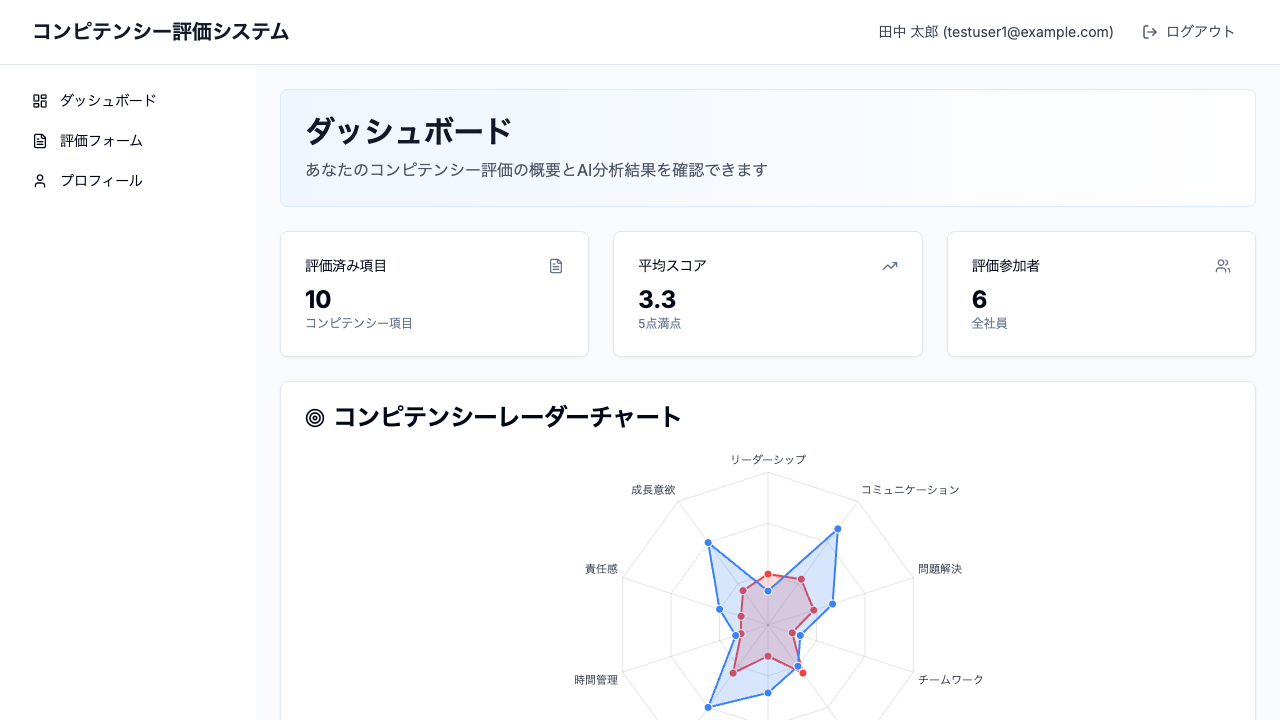 コンピテンシー評価システム
田中 太郎 (testuser1@example.com)
ログアウト
ダッシュボード
評価フォーム
プロフィール
ダッシュボード
あなたのコンピテンシー評価の概要とAI分析結果を確認できます
評価済み項目
10
コンピテンシー項目
平均スコア
3.3
5点満点
評価参加者
6
全社員
コンピテンシーレーダーチャート
リーダーシップ
成長意欲
コミュニケーション
責任感
問題解決
時間管理
チームワーク